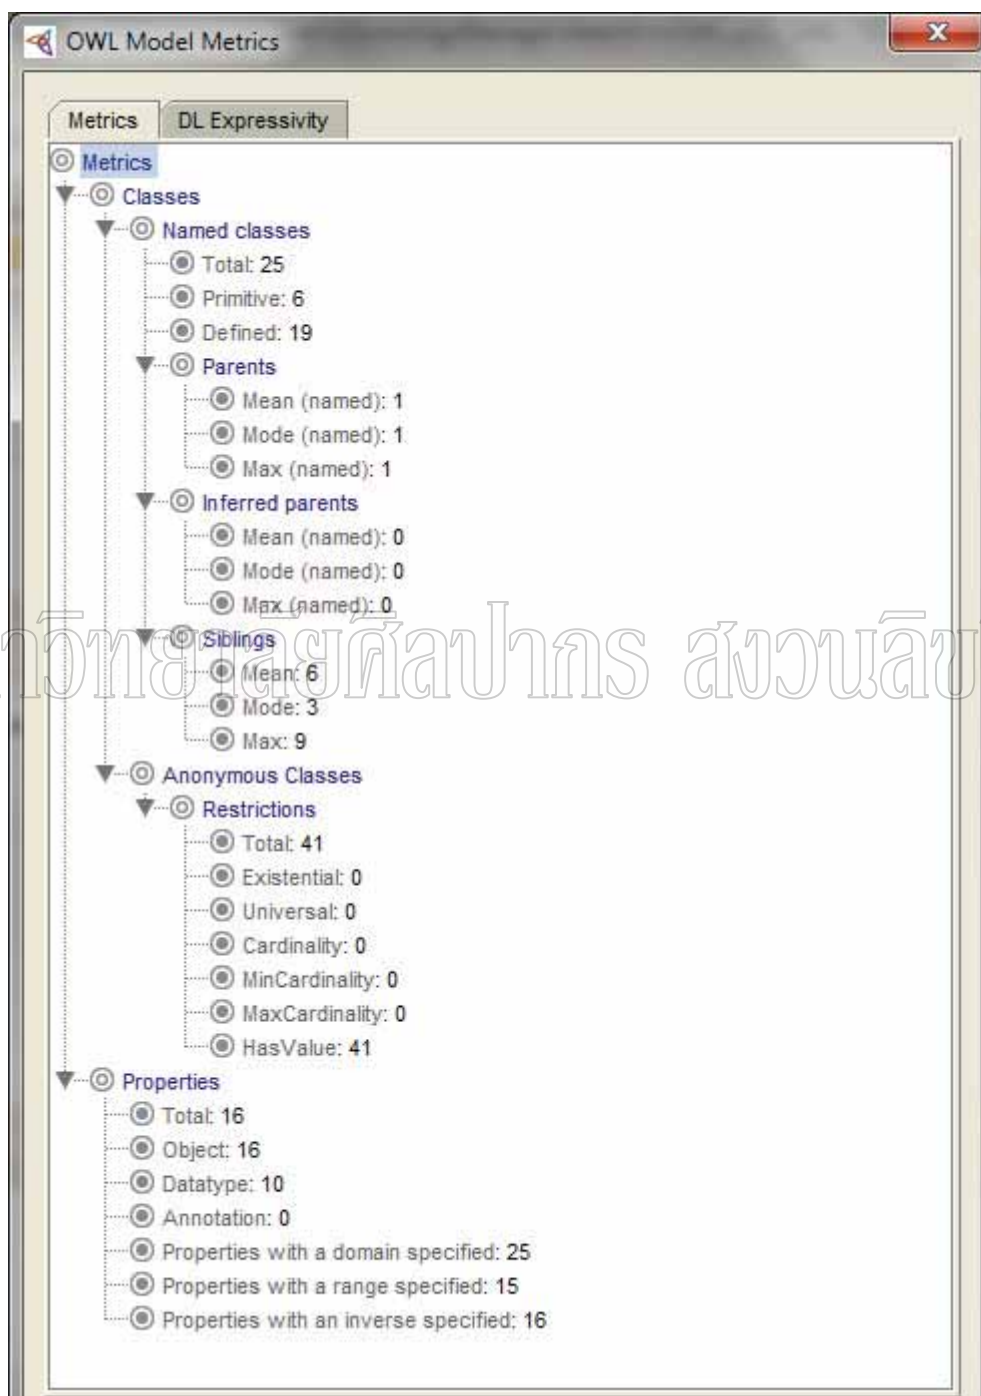 OWL Model Metrics
Metrics DL Expressivity
Metrics
Classes
Named classes
Total: 25
Primitive: 6
Defined: 19
Parents
Mean (named): 1
Mode (named): 1
Max (named): 1
Inferred parents
Mean (named): 0
Mode (named): 0
Max (named): 0
Siblings
Mean: 6
Mode: 3
Max: 9
Anonymous Classes
Restrictions
Total: 41
Existential: 0
Universal: 0
Cardinality: 0
MinCardinality: 0
MaxCardinality: 0
HasValue: 41
Properties
Total: 16
Object: 16
Datatype: 10
Annotation: 0
Properties with a domain specified: 25
Properties with a range specified: 15
Properties with an inverse specified: 16